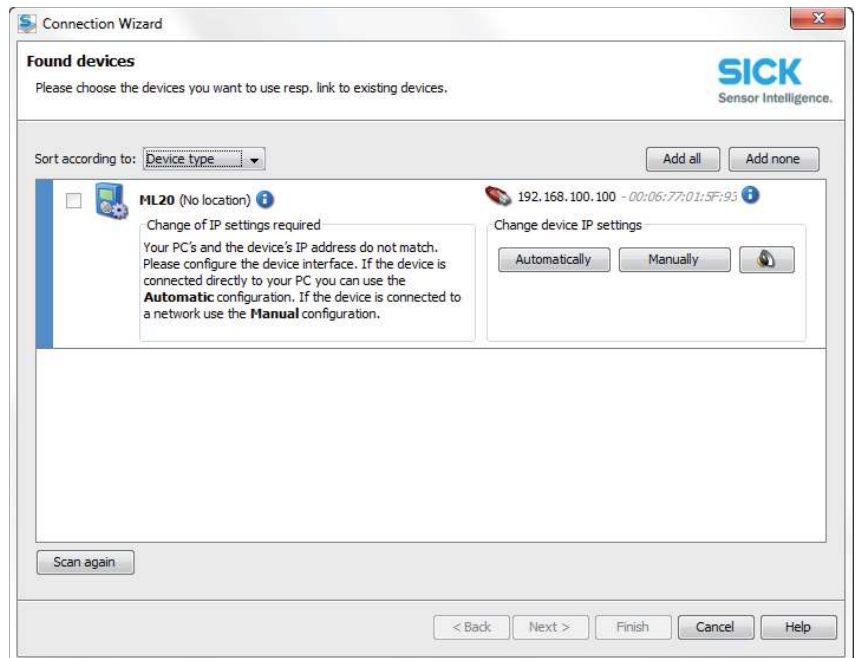 Connection Wizard
Found devices
Please choose the devices you want to use resp. link to existing devices.
SICK
Sensor Intelligence.
Sort according to: Device type
Add all
Add none
ML20 (No location)
192.168.100.100 - 00:06:77:01:5F:93
Change of IP settings required
Your PC's and the device's IP address do not match.
Please configure the device interface. If the device is
connected directly to your PC you can use the
Automatic configuration. If the device is connected to
a network use the Manual configuration.
Change device IP settings
Automatically
Manually
Scan again
< Back
Next >
Finish
Cancel
Help